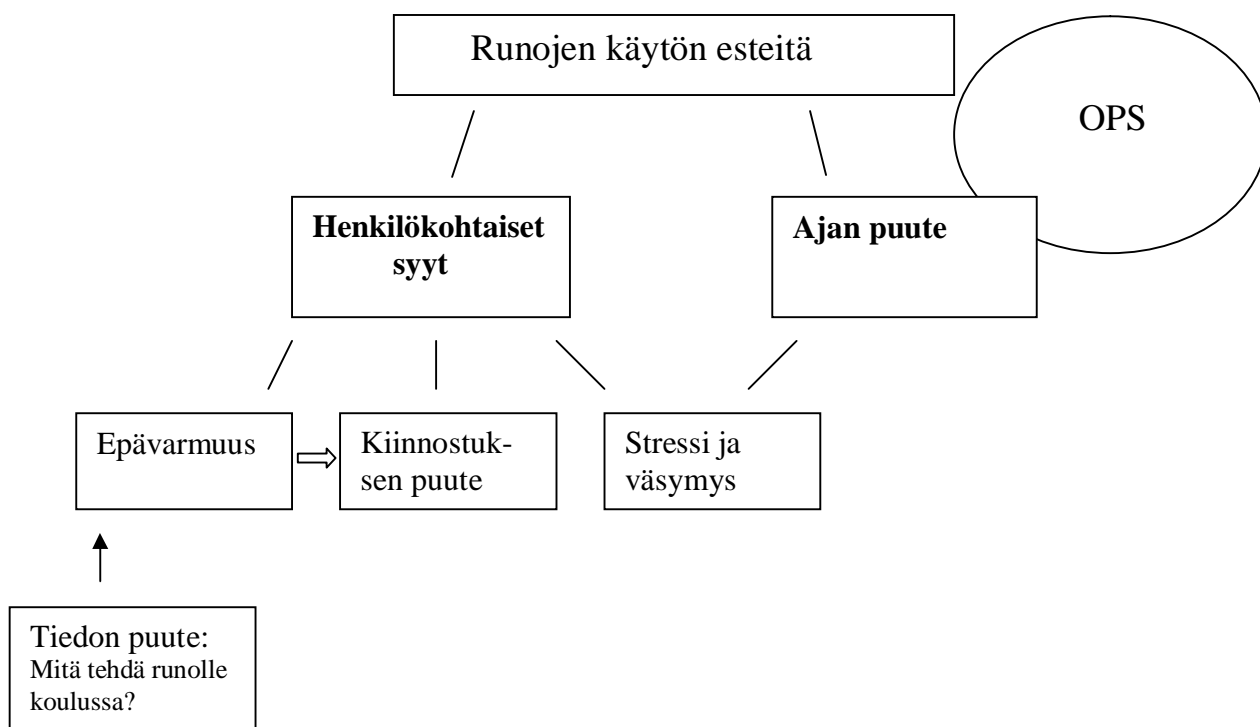 Runojen käytön esteitä
OPS
Henkilökohtaiset
syyt
Ajan puute
Epävarmuus
Kiinnostuk-
sen puute
Stressi ja
väsymys
Tiedon puute:
Mitä tehdä runolle
koulussa?